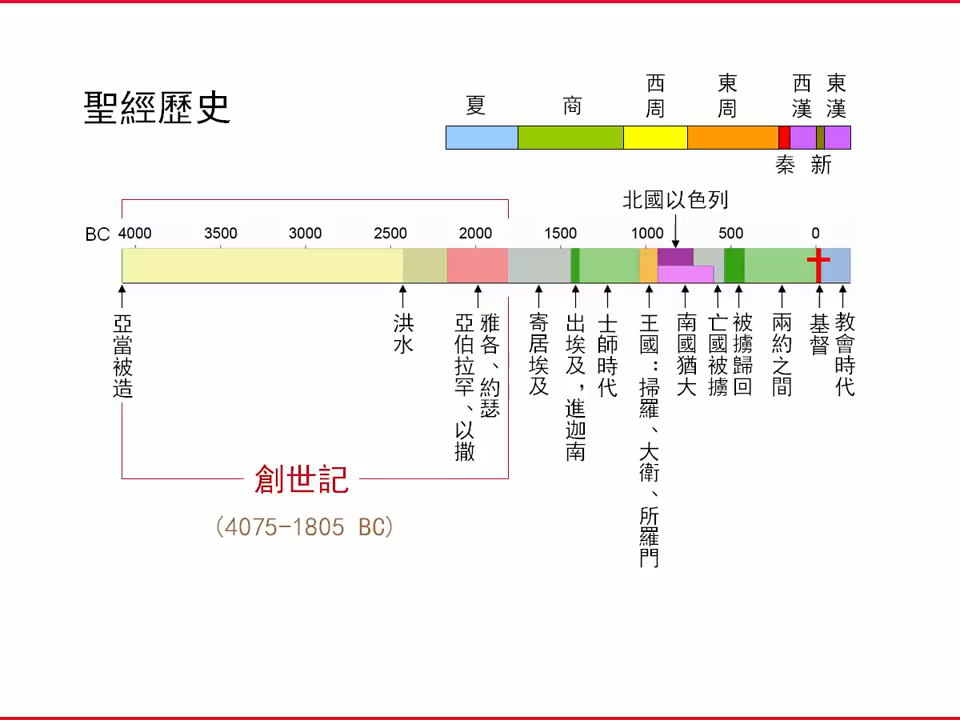 聖經歷史
夏 商 西周 東周 西漢 東漢
秦 新
北國以色列
BC 4000 3500 3000 2500 2000 1500 1000 500 0
亞當被造
洪水
亞伯拉罕、以撒
雅各、約瑟
寄居埃及
出埃及，進迦南
士師時代
王國：掃羅、大衛、所羅門
南國猶大
亡國被擄
被擄歸回
兩約之間
基督
教會時代
創世記
(4075-1805 BC)